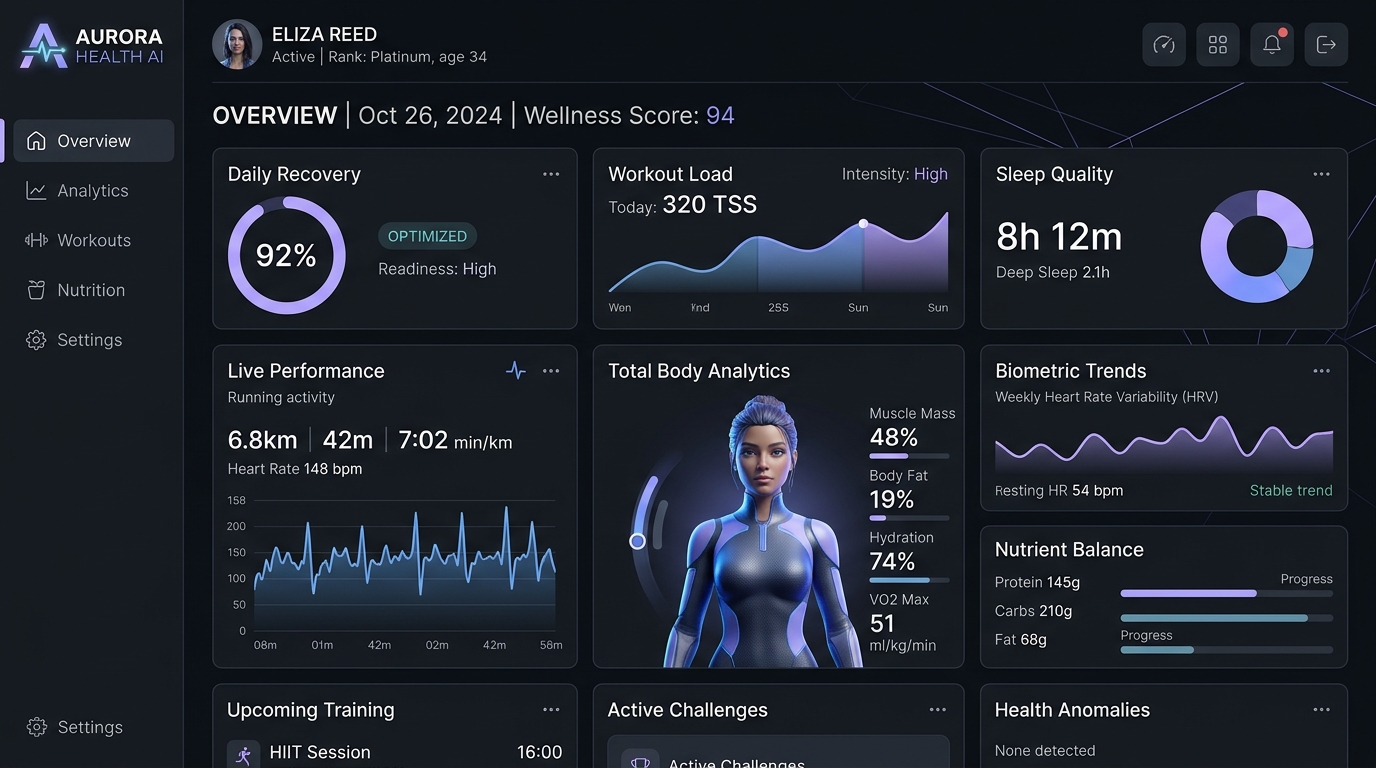 AURORA
HEALTH AI
Overview
Analytics
Workouts
Nutrition
Settings
Settings
ELIZA REED
Active | Rank: Platinum, age 34
OVERVIEW | Oct 26, 2024 | Wellness Score: 94
Daily Recovery
92%
OPTIMIZED
Readiness: High
Workout Load
Intensity: High
Today: 320 TSS
Sun
Sun
Sleep Quality
8h 12m
Deep Sleep 2.1h
Live Performance
Running activity
6.8km | 42m | 7:02 min/km
Heart Rate 148 bpm
158
200
150
100
50
0
08m 01m 42m 02m 42m 58m
Total Body Analytics
Muscle Mass
48%
Body Fat
19%
Hydration
74%
VO2 Max
51
ml/kg/min
Biometric Trends
Weekly Heart Rate Variability (HRV)
Resting HR 54 bpm
Stable trend
Nutrient Balance
Protein 145g
Progress
Carbs 210g
Progress
Fat 68g
Upcoming Training
HIIT Session
16:00
Active Challenges
Active Challenges
Health Anomalies
None detected